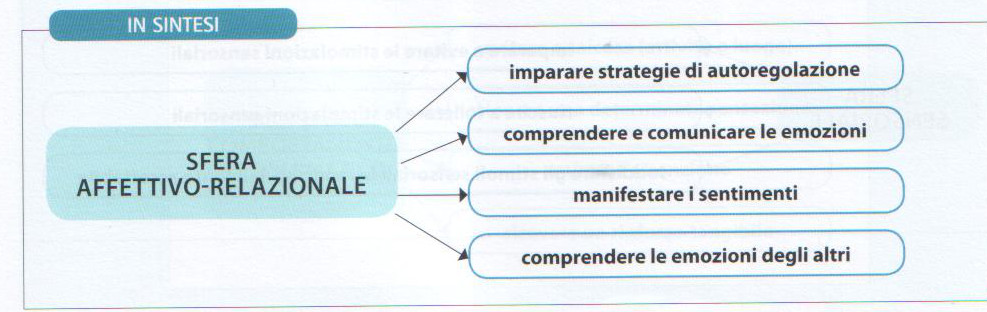 IN SINTESI
imparare strategie di autoregolazione
comprendere e comunicare le emozioni
SFERA
AFFETTIVO-RELAZIONALE
manifestare i sentimenti
comprendere le emozioni degli altri